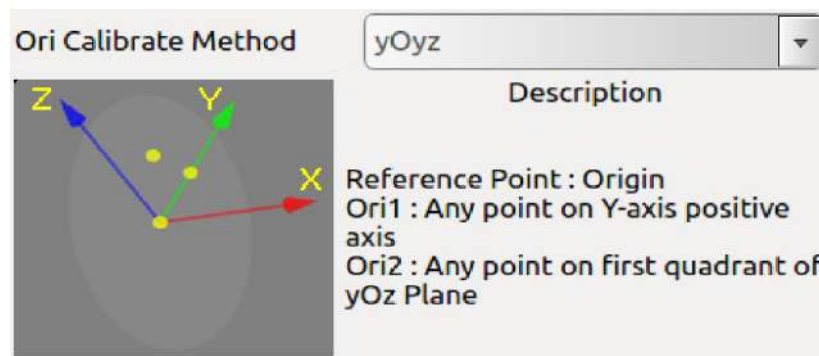 Ori Calibrate Method
yOyz
Z
Y
X
Description
Reference Point : Origin
Ori1 : Any point on Y-axis positive
axis
Ori2 : Any point on first quadrant of
yOz Plane